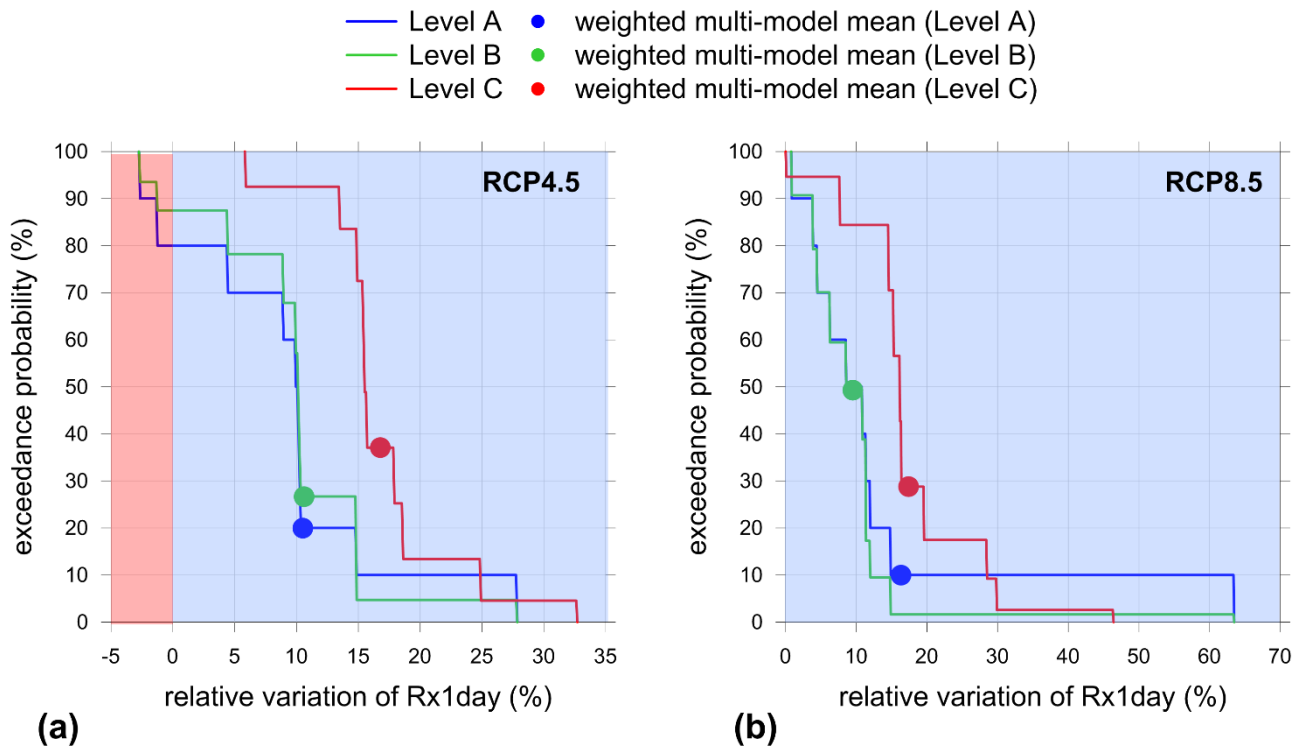 Level A weighted multi-model mean (Level A)
Level B weighted multi-model mean (Level B)
Level C weighted multi-model mean (Level C)
exceedance probability (%)
100
90
80
70
60
50
40
30
20
10
0
RCP4.5
-5 0 5 10 15 20 25 30 35
relative variation of Rx1day (%)
(a)
exceedance probability (%)
100
90
80
70
60
50
40
30
20
10
0
RCP8.5
0 10 20 30 40 50 60 70
relative variation of Rx1day (%)
(b)